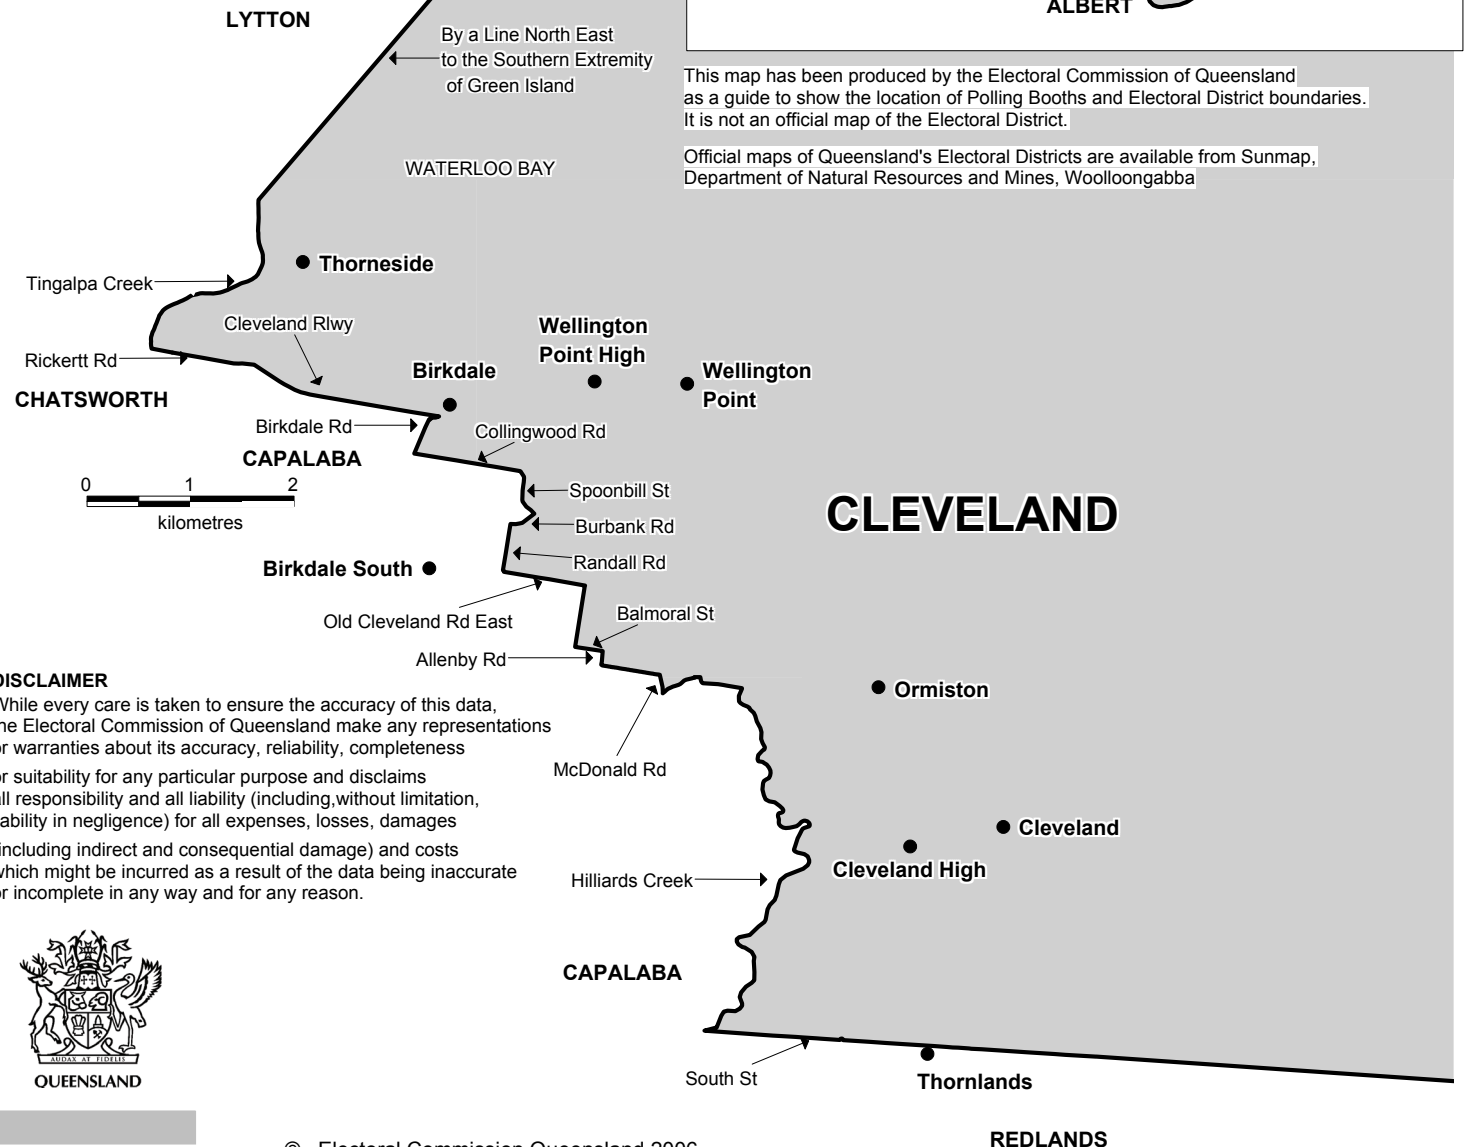 LYTTON
ALBERT
By a Line North East
to the Southern Extremity
of Green Island
This map has been produced by the Electoral Commission of Queensland
as a guide to show the location of Polling Booths and Electoral District boundaries.
It is not an official map of the Electoral District.
Official maps of Queensland's Electoral Districts are available from Sunmap,
Department of Natural Resources and Mines, Woolloongabba
WATERLOO BAY
Thorneside
Tingalpa Creek
Cleveland Rlwy
Wellington
Point High
Rickertt Rd
Birkdale
Wellington
Point
CHATSWORTH
Birkdale Rd
Collingwood Rd
CAPALABA
0 1 2
kilometres
Spoonbill St
Burbank Rd
CLEVELAND
Randall Rd
Birkdale South
Old Cleveland Rd East
Balmoral St
Allenby Rd
DISCLAIMER
While every care is taken to ensure the accuracy of this data,
the Electoral Commission of Queensland make any representations
or warranties about its accuracy, reliability, completeness
or suitability for any particular purpose and disclaims
all responsibility and all liability (including,without limitation,
liability in negligence) for all expenses, losses, damages
(including indirect and consequential damage) and costs
which might be incurred as a result of the data being inaccurate
or incomplete in any way and for any reason.
Ormiston
McDonald Rd
Cleveland
Cleveland High
Hilliards Creek
CAPALABA
AUDAX AT FIDELIS
QUEENSLAND
South St
Thornlands
REDLANDS
© Electoral Commission Queensland 2006